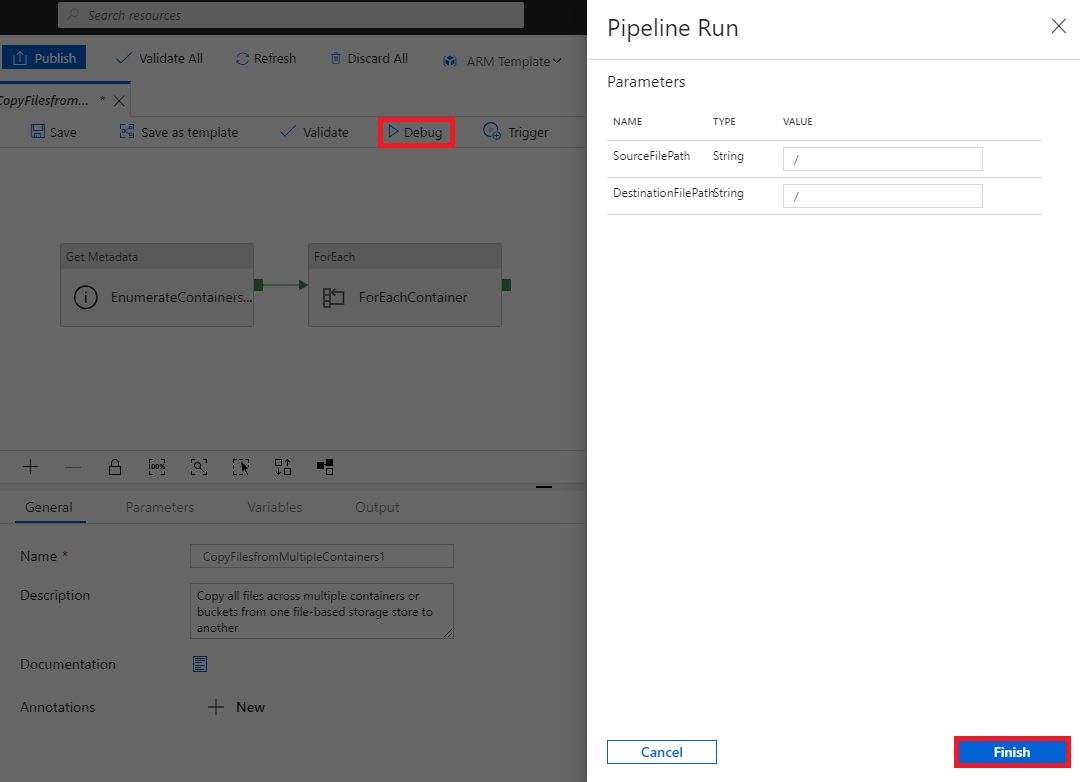 Search resources
Pipeline Run
Publish
Validate All
Refresh
Discard All
ARM Template
CopyFilesfrom... *
Save
Save as template
Validate
Debug
Trigger
Parameters
NAME TYPE VALUE
SourceFilePath String /
DestinationFilePath String /
Get Metadata
EnumerateContainers...
ForEach
ForEachContainer
100%
General Parameters Variables Output
Name * CopyFilesfromMultipleContainers1
Description
Copy all files across multiple containers or
buckets from one file-based storage store to
another
Documentation
Annotations
New
Cancel
Finish